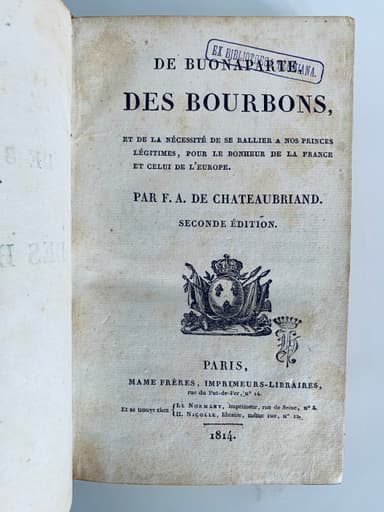 DE BUONAPARTE,
EX BIBLIOTHECA
DES BOURBONS,
ET DE LA NÉCESSITÉ DE SE RALLIER A NOS PRINCES
LÉGITIMES, POUR LE BONHEUR DE LA FRANCE
ET CELUI DE L'EUROPE.
PAR F. A. DE CHATEAUBRIAND.
SECONDE ÉDITION.
PARIS,
MAME FRÈRES, IMPRIMEURS-LIBRAIRES,
rue du Pot-de-Fer, n° 14.
Et se trouve chez LE NORMANT, imprimeur, rue de Seine, n° 8.
H. NICOLLE, libraire, même rue, n° 12.
1814.